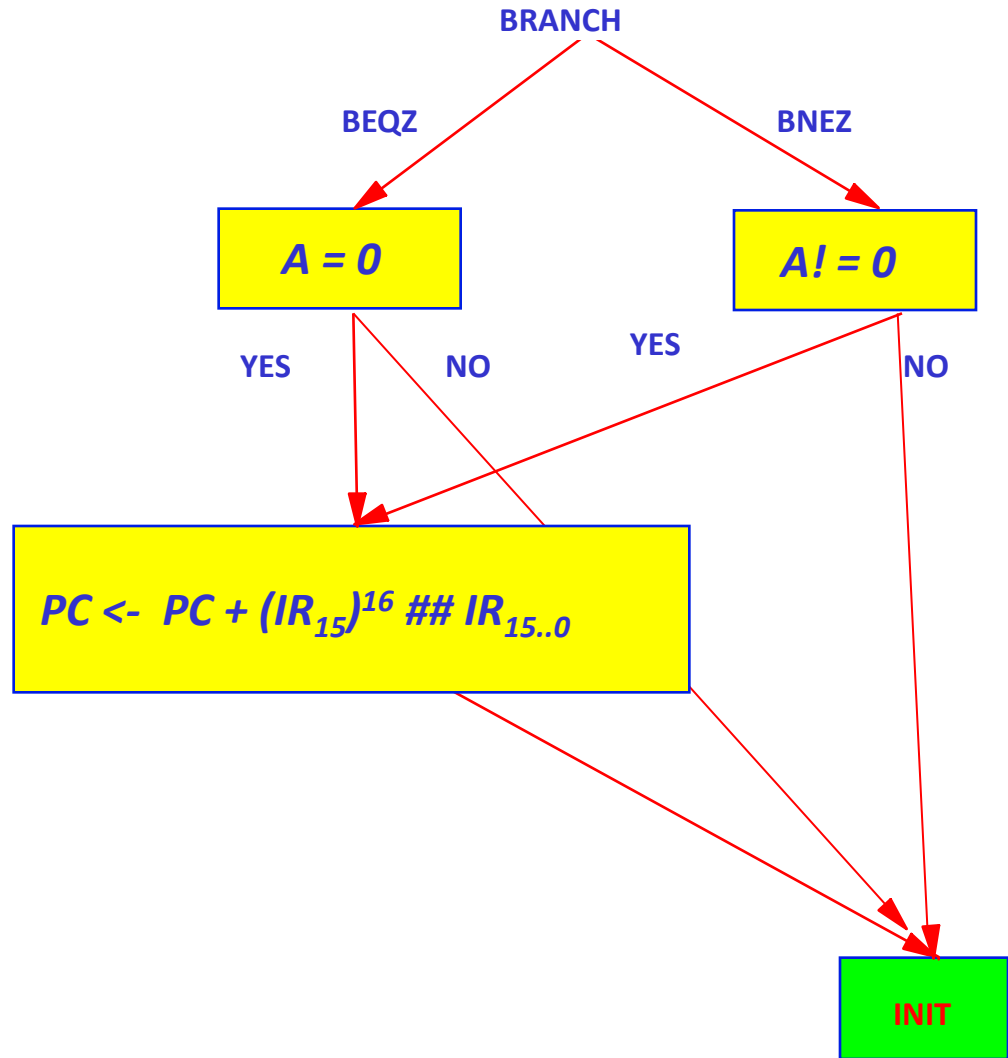 BRANCH
BEQZ BNEZ
A = 0 A! = 0
YES NO YES NO
PC <- PC + (IR₁₅)¹⁶ ## IR₁₅..₀
INIT